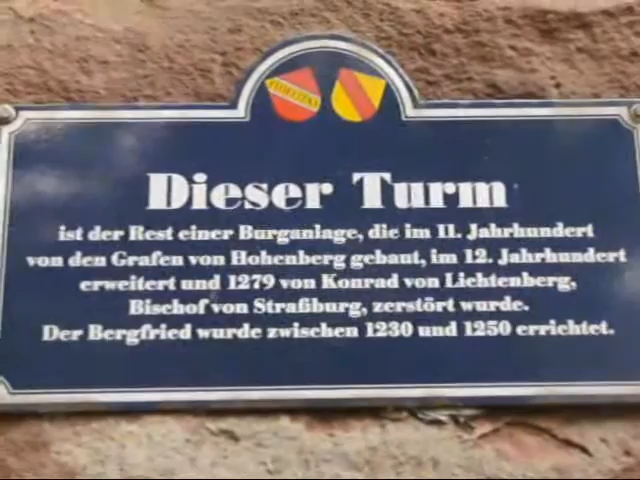 Dieser Turm
ist der Rest einer Burganlage, die im 11. Jahrhundert
von den Grafen von Hohenberg gebaut, im 12. Jahrhundert
erweitert und 1279 von Konrad von Lichtenberg,
Bischof von Straßburg, zerstört wurde.
Der Bergfried wurde zwischen 1230 und 1250 errichtet.